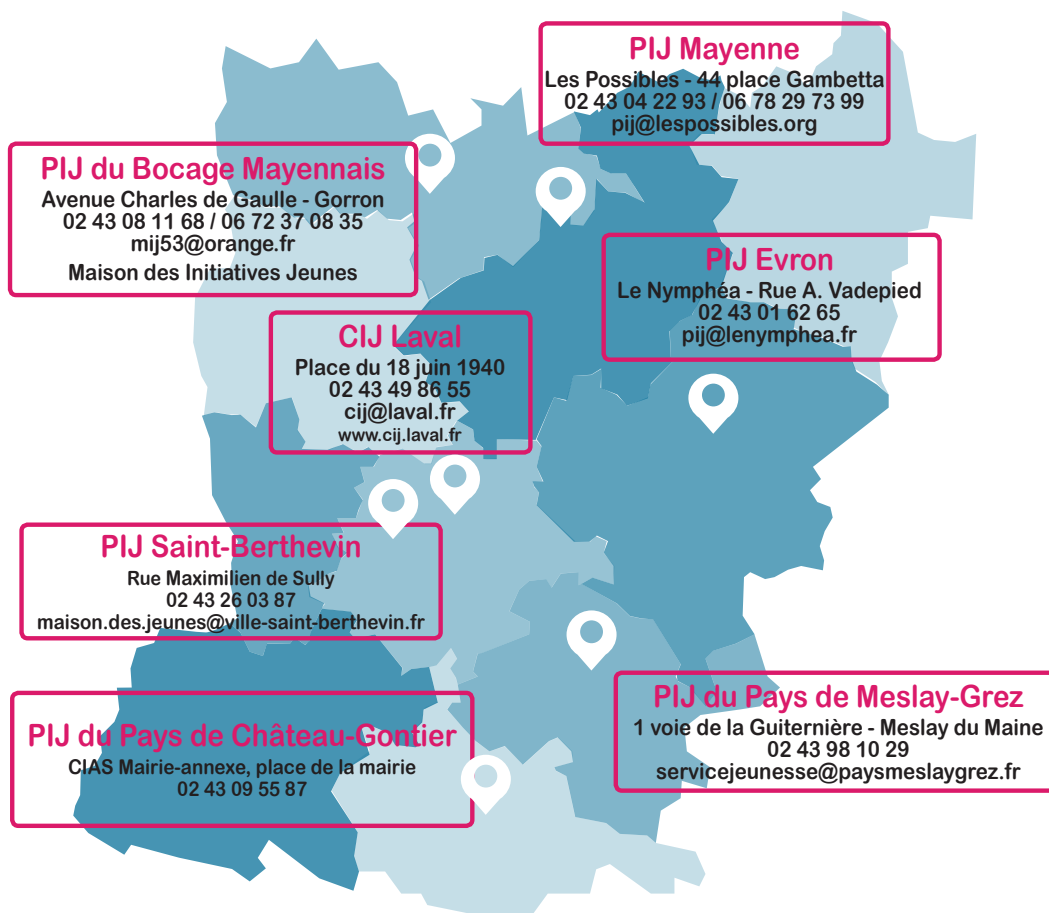 PIJ Mayenne
Les Possibles - 44 place Gambetta
02 43 04 22 93 / 06 78 29 73 99
pij@lespossibles.org
PIJ du Bocage Mayennais
Avenue Charles de Gaulle - Gorron
02 43 08 11 68 / 06 72 37 08 35
mij53@orange.fr
Maison des Initiatives Jeunes
PIJ Evron
Le Nymphéa - Rue A. Vadepied
02 43 01 62 65
pij@lenymphea.fr
CIJ Laval
Place du 18 juin 1940
02 43 49 86 55
cij@laval.fr
www.cij.laval.fr
PIJ Saint-Berthevin
Rue Maximilien de Sully
02 43 26 03 87
maison.des.jeunes@ville-saint-berthevin.fr
PIJ du Pays de Meslay-Grez
1 voie de la Guiternière - Meslay du Maine
02 43 98 10 29
servicejeunesse@paysmeslaygrez.fr
PIJ du Pays de Château-Gontier
CIAS Mairie-annexe, place de la mairie
02 43 09 55 87